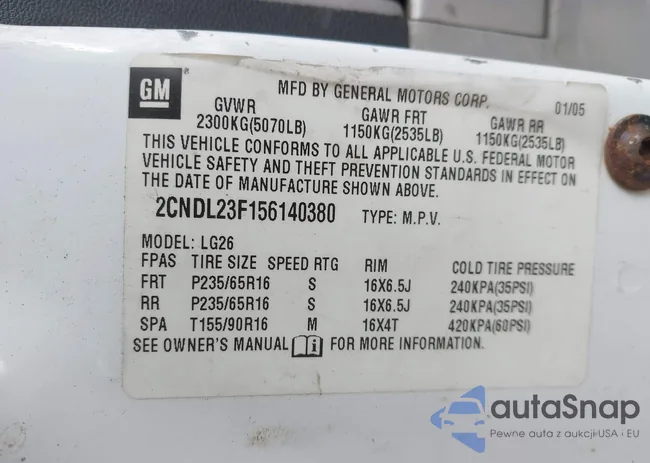 GM
MFD BY GENERAL MOTORS CORP. 01/05
GVWR GAWR FRT GAWR RR
2300KG(5070LB) 1150KG(2535LB) 1150KG(2535LB)
THIS VEHICLE CONFORMS TO ALL APPLICABLE U.S. FEDERAL MOTOR
VEHICLE SAFETY AND THEFT PREVENTION STANDARDS IN EFFECT ON
THE DATE OF MANUFACTURE SHOWN ABOVE.
2CNDL23F156140380 TYPE: M.P.V.
MODEL: LG26
FPAS TIRE SIZE SPEED RTG RIM COLD TIRE PRESSURE
FRT P235/65R16 S 16X6.5J 240KPA(35PSI)
RR P235/65R16 S 16X6.5J 240KPA(35PSI)
SPA T155/90R16 M 16X4T 420KPA(60PSI)
SEE OWNER'S MANUAL i FOR MORE INFORMATION.
autaSnap
Pewne auta z aukcji USA i EU